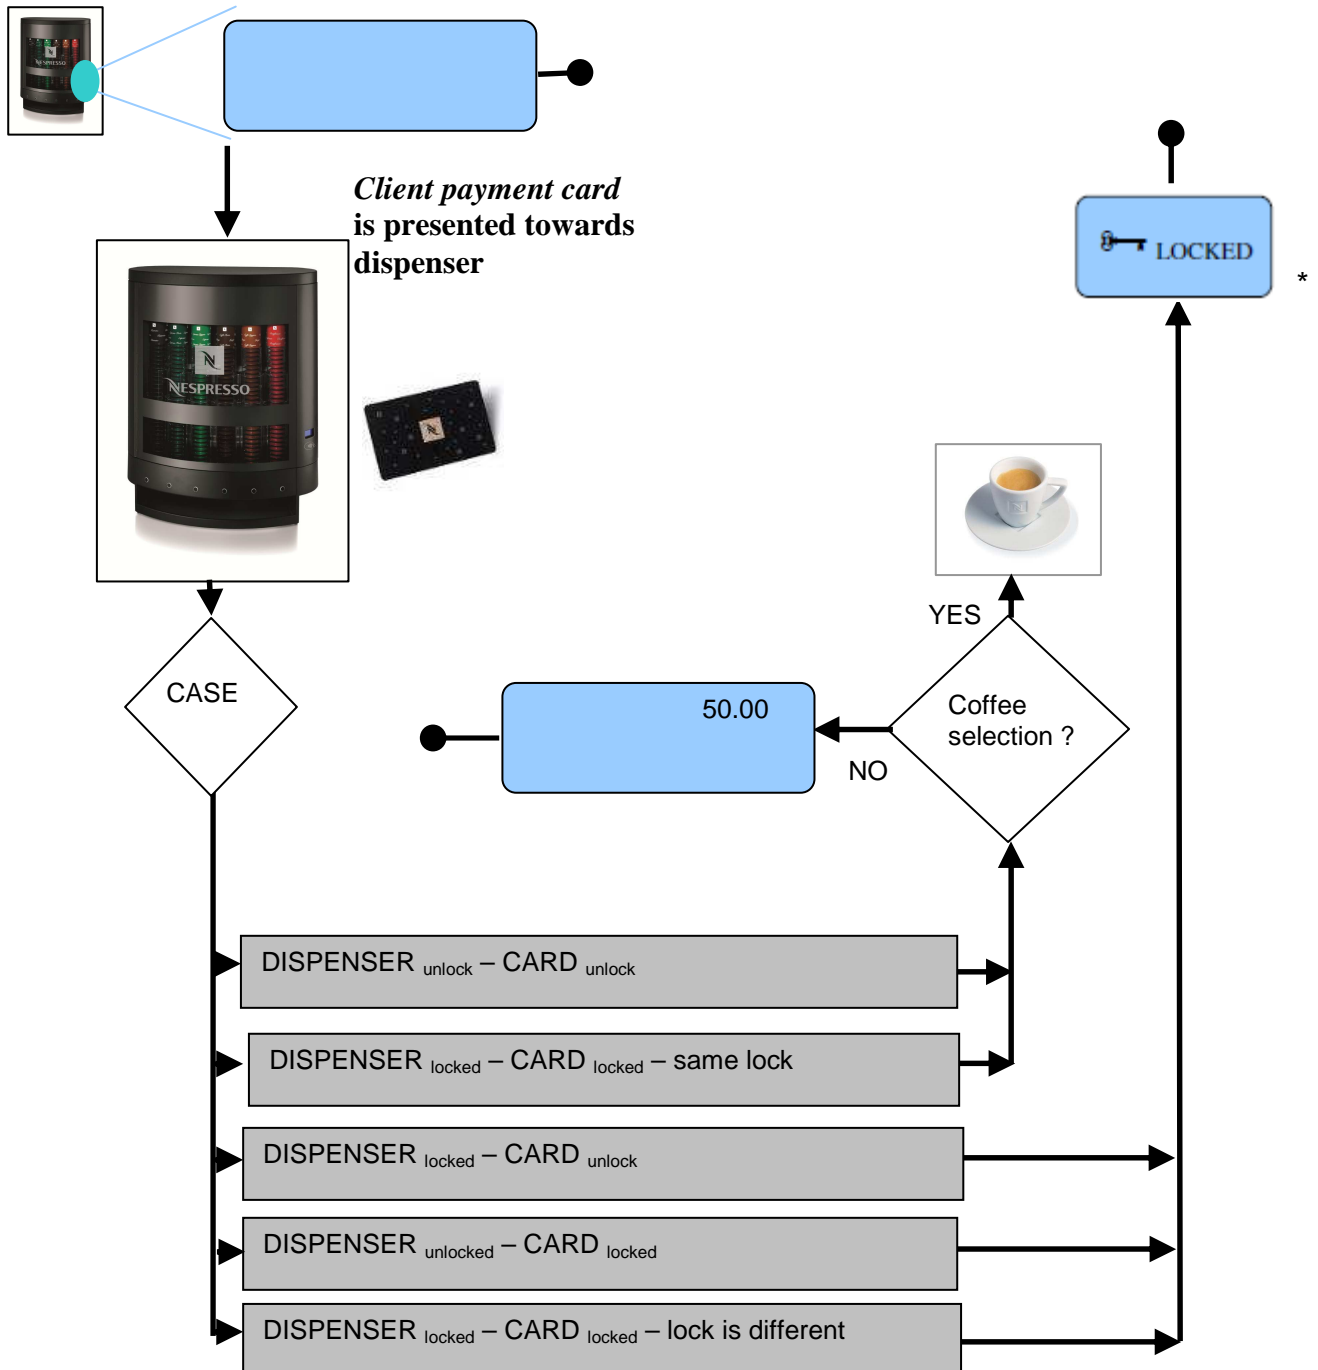 NESPRESSO
Client payment card
is presented towards
dispenser
LOCKED
*
NESPRESSO
YES
CASE
50.00
Coffee
selection ?
NO
DISPENSER unlock – CARD unlock
DISPENSER locked – CARD locked – same lock
DISPENSER locked – CARD unlock
DISPENSER unlocked – CARD locked
DISPENSER locked – CARD locked – lock is different